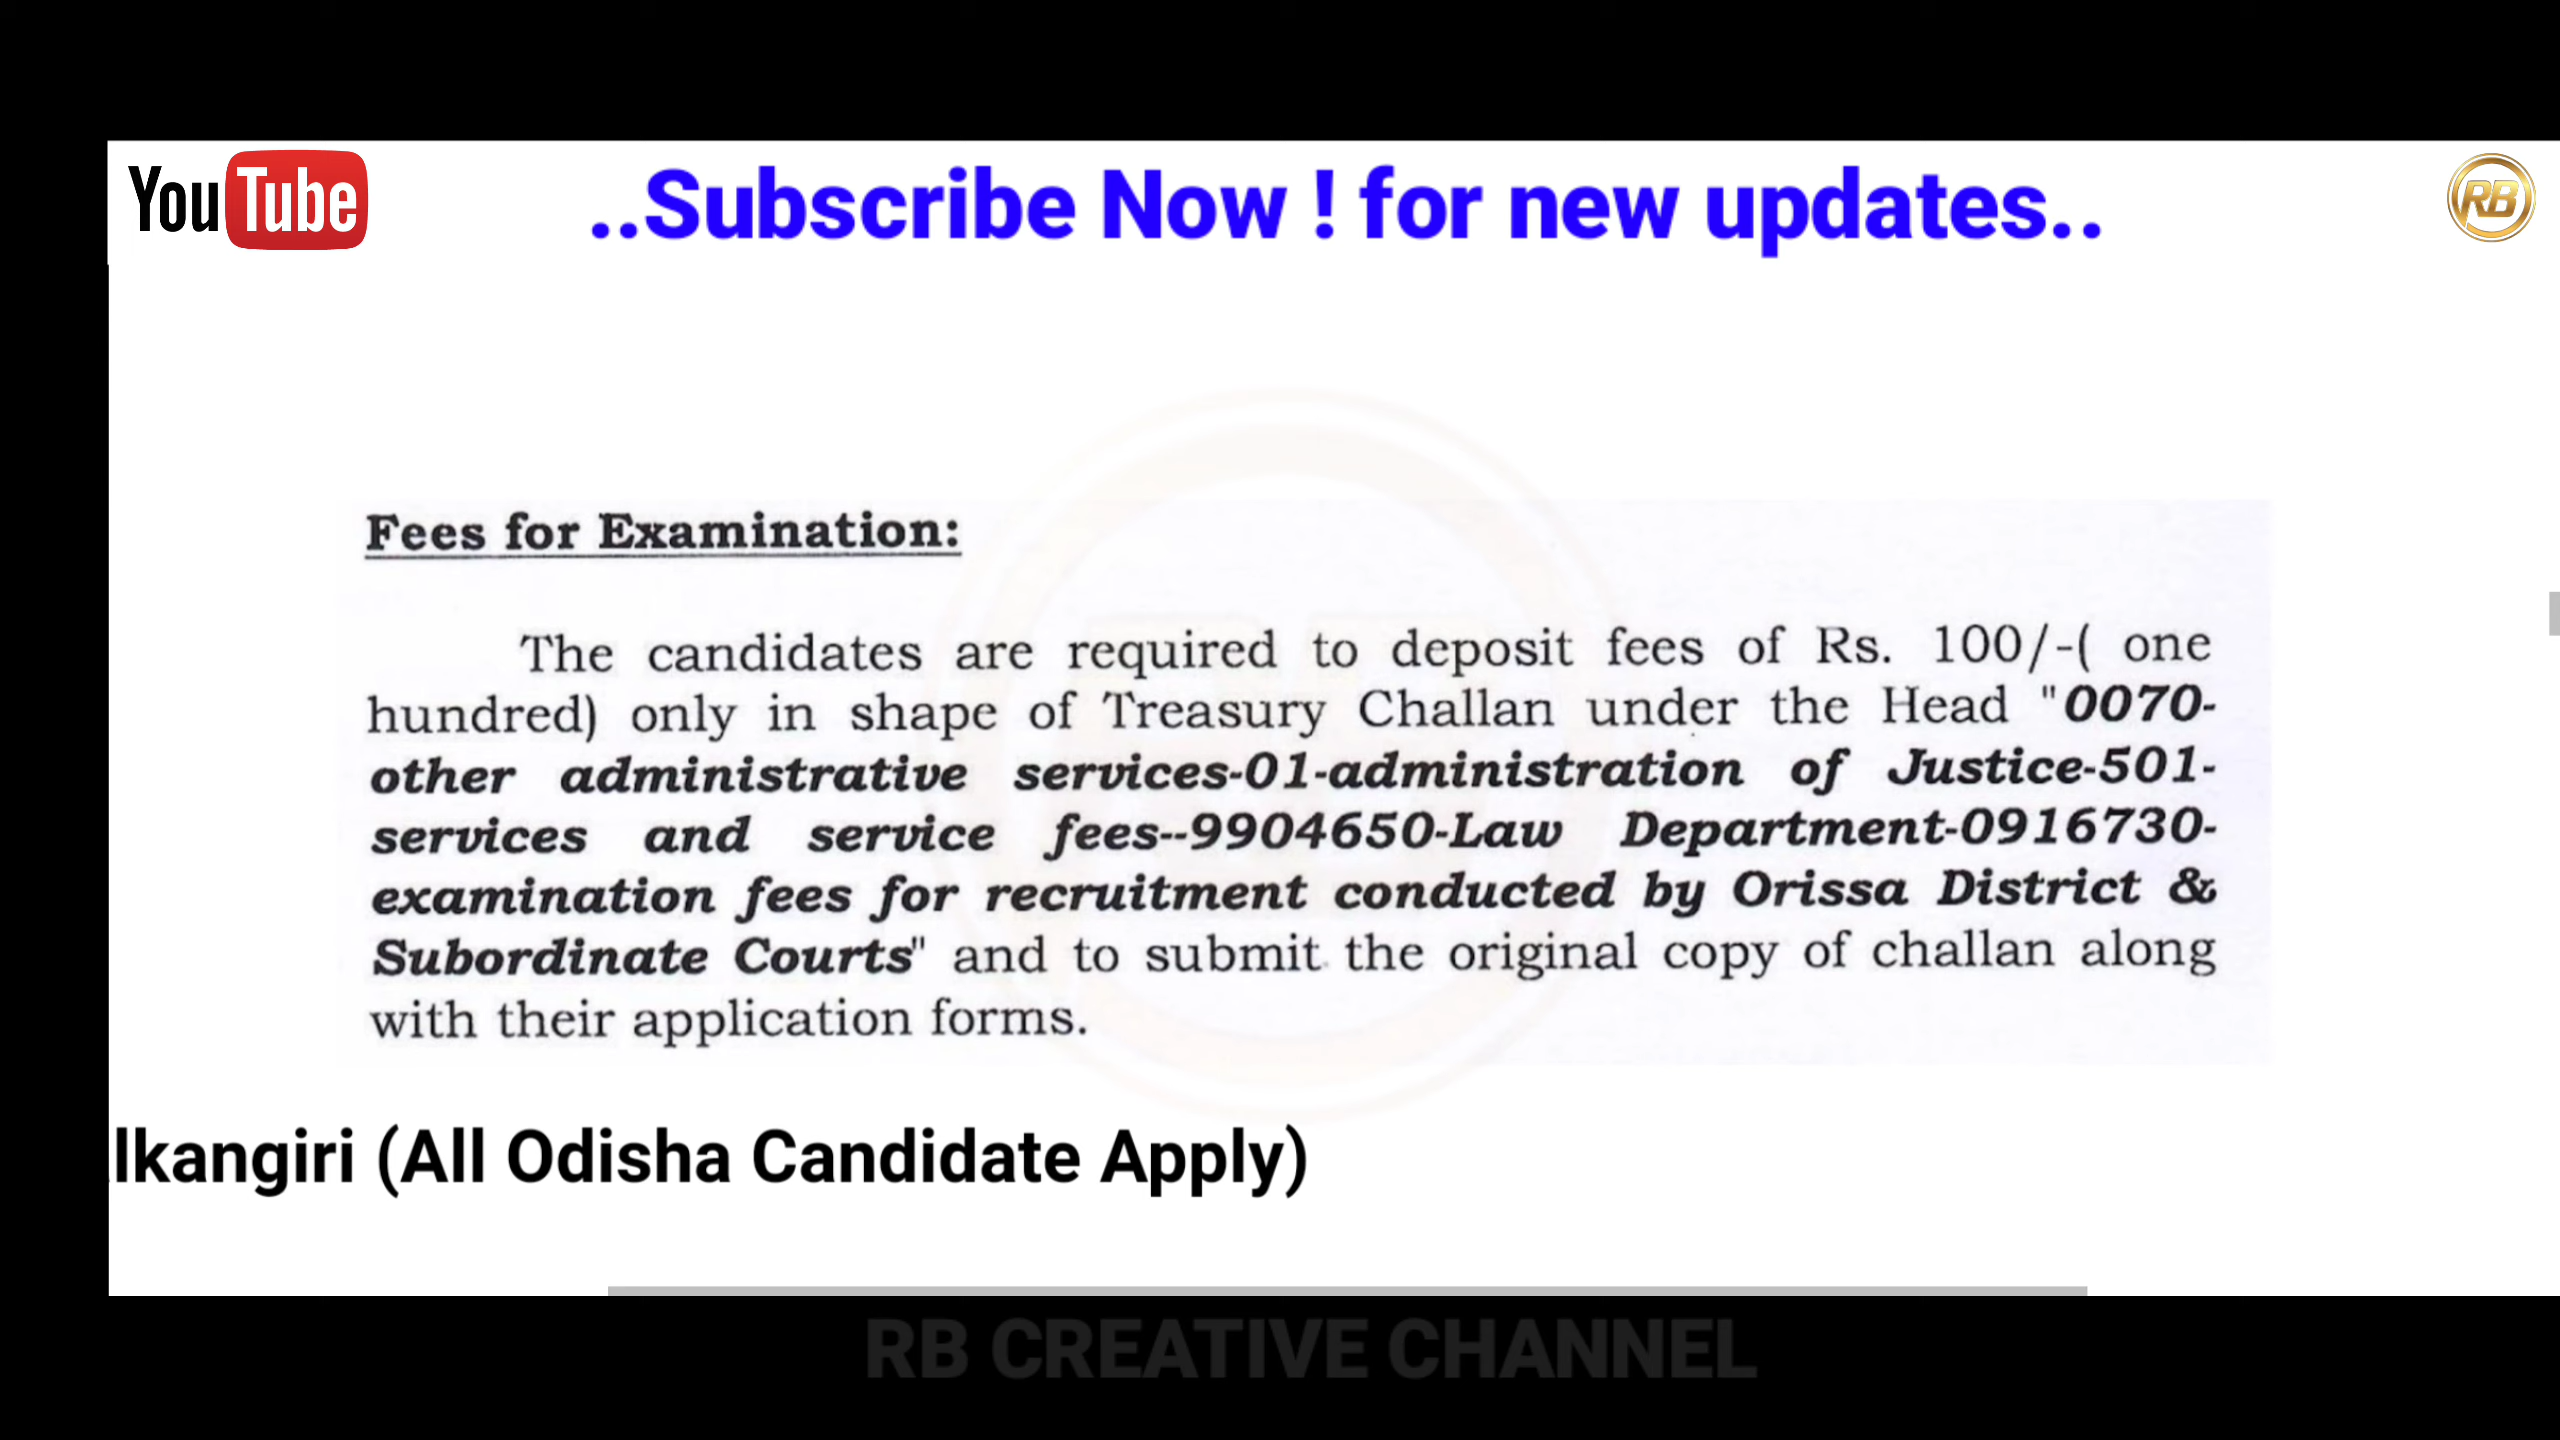 YouTube
..Subscribe Now ! for new updates..
RB
Fees for Examination:
The candidates are required to deposit fees of Rs. 100/-( one
hundred) only in shape of Treasury Challan under the Head "0070-
other administrative services-01-administration of Justice-501-
services and service fees--9904650-Law Department-0916730-
examination fees for recruitment conducted by Orissa District &
Subordinate Courts" and to submit the original copy of challan along
with their application forms.
lkangiri (All Odisha Candidate Apply)
RB CREATIVE CHANNEL